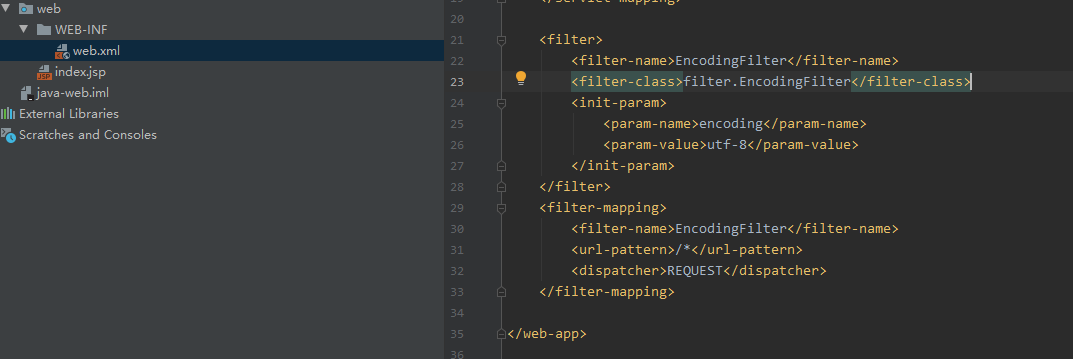 web
WEB-INF
web.xml
index.jsp
java-web.iml
External Libraries
Scratches and Consoles
20
21 <filter>
22 <filter-name>EncodingFilter</filter-name>
23 <filter-class>filter.EncodingFilter</filter-class>
24 <init-param>
25 <param-name>encoding</param-name>
26 <param-value>utf-8</param-value>
27 </init-param>
28 </filter>
29 <filter-mapping>
30 <filter-name>EncodingFilter</filter-name>
31 <url-pattern>/*</url-pattern>
32 <dispatcher>REQUEST</dispatcher>
33 </filter-mapping>
34
35 </web-app>
36